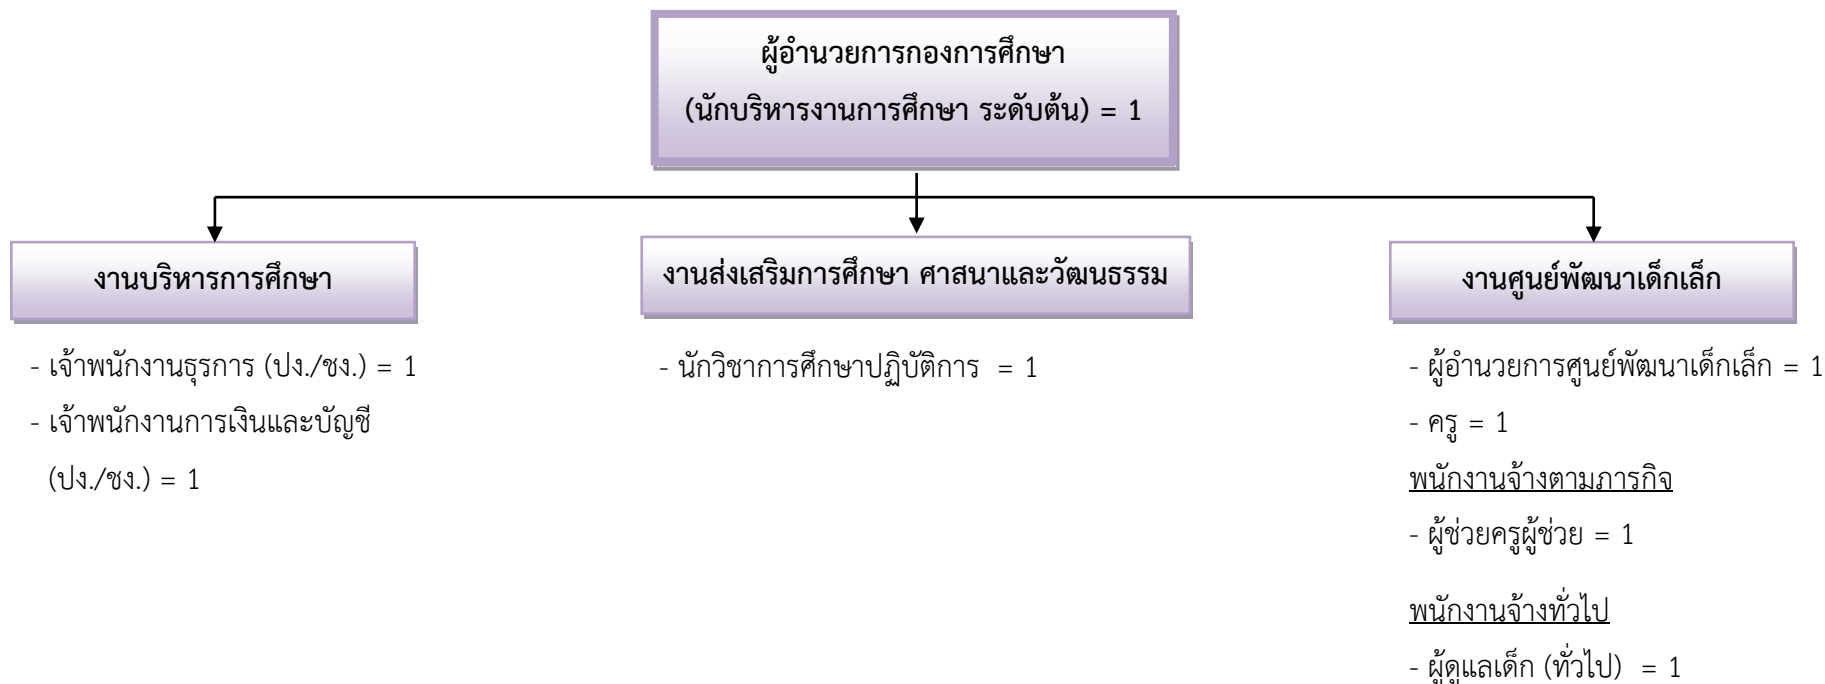 ผู้อำนวยการกองการศึกษา
(นักบริหารงานการศึกษา ระดับต้น) = 1
งานบริหารการศึกษา
- เจ้าพนักงานธุรการ (ปง./ชง.) = 1
- เจ้าพนักงานการเงินและบัญชี
(ปง./ชง.) = 1
งานส่งเสริมการศึกษา ศาสนาและวัฒนธรรม
- นักวิชาการศึกษาปฏิบัติการ = 1
งานศูนย์พัฒนาเด็กเล็ก
- ผู้อำนวยการศูนย์พัฒนาเด็กเล็ก = 1
- ครู = 1
พนักงานจ้างตามภารกิจ
- ผู้ช่วยครูผู้ช่วย = 1
พนักงานจ้างทั่วไป
- ผู้ดูแลเด็ก (ทั่วไป) = 1